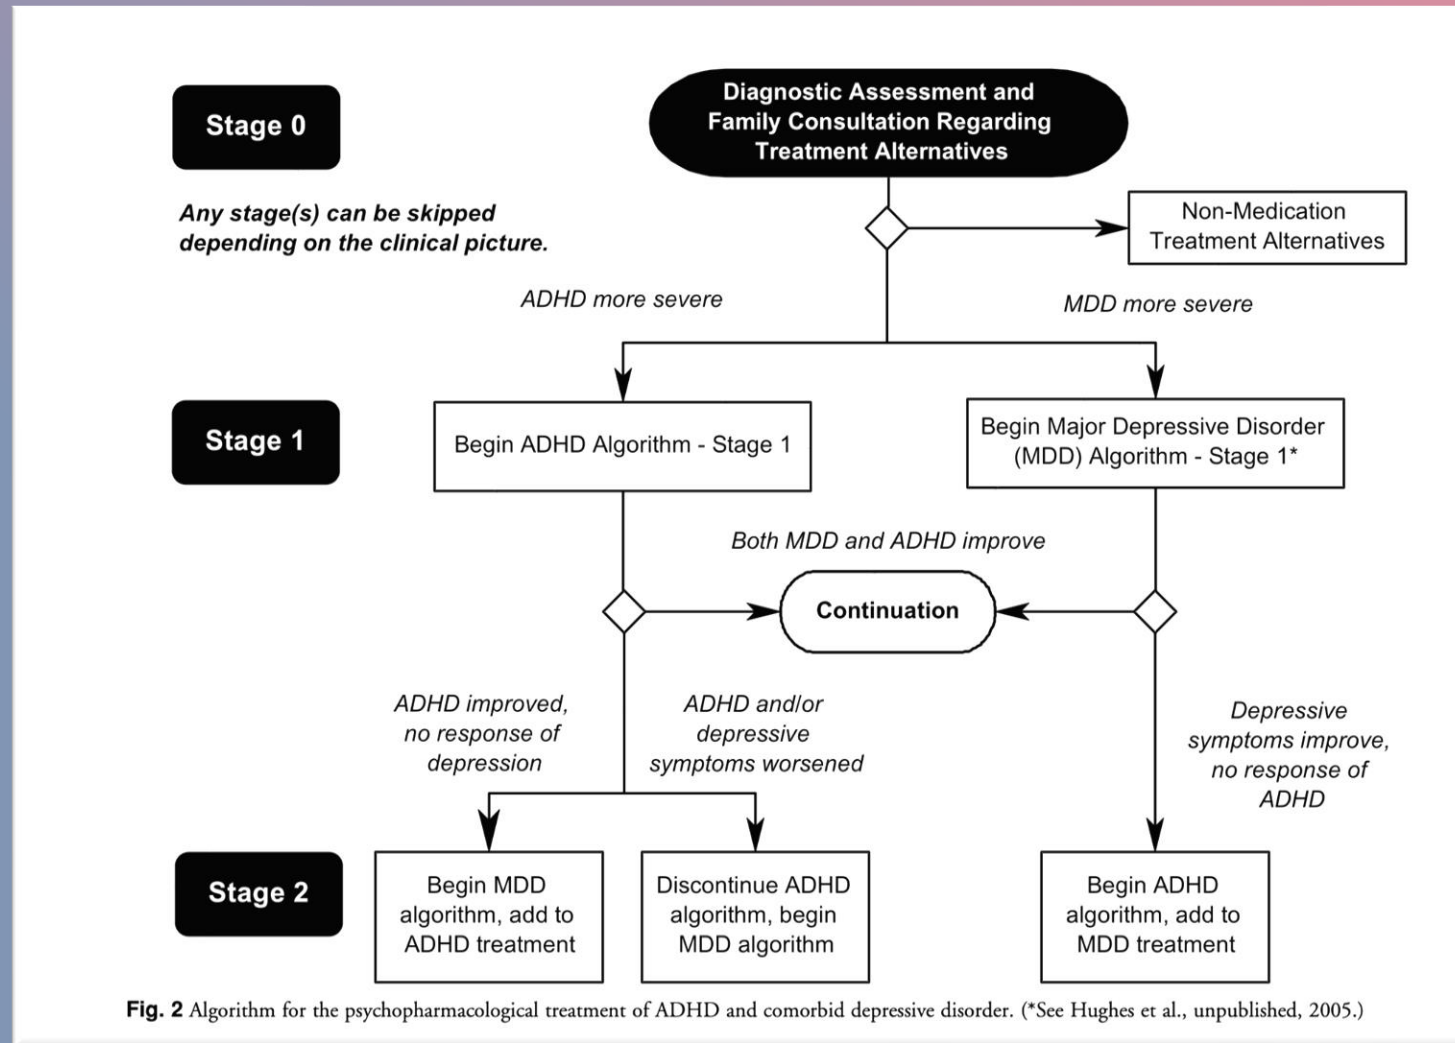 Stage 0
Diagnostic Assessment and
Family Consultation Regarding
Treatment Alternatives
Any stage(s) can be skipped
depending on the clinical picture.
Non-Medication
Treatment Alternatives
ADHD more severe
MDD more severe
Stage 1
Begin ADHD Algorithm - Stage 1
Begin Major Depressive Disorder
(MDD) Algorithm - Stage 1*
Both MDD and ADHD improve
Continuation
ADHD improved,
no response of
depression
ADHD and/or
depressive
symptoms worsened
Depressive
symptoms improve,
no response of
ADHD
Stage 2
Begin MDD
algorithm, add to
ADHD treatment
Discontinue ADHD
algorithm, begin
MDD algorithm
Begin ADHD
algorithm, add to
MDD treatment
Fig. 2 Algorithm for the psychopharmacological treatment of ADHD and comorbid depressive disorder. (*See Hughes et al., unpublished, 2005.)